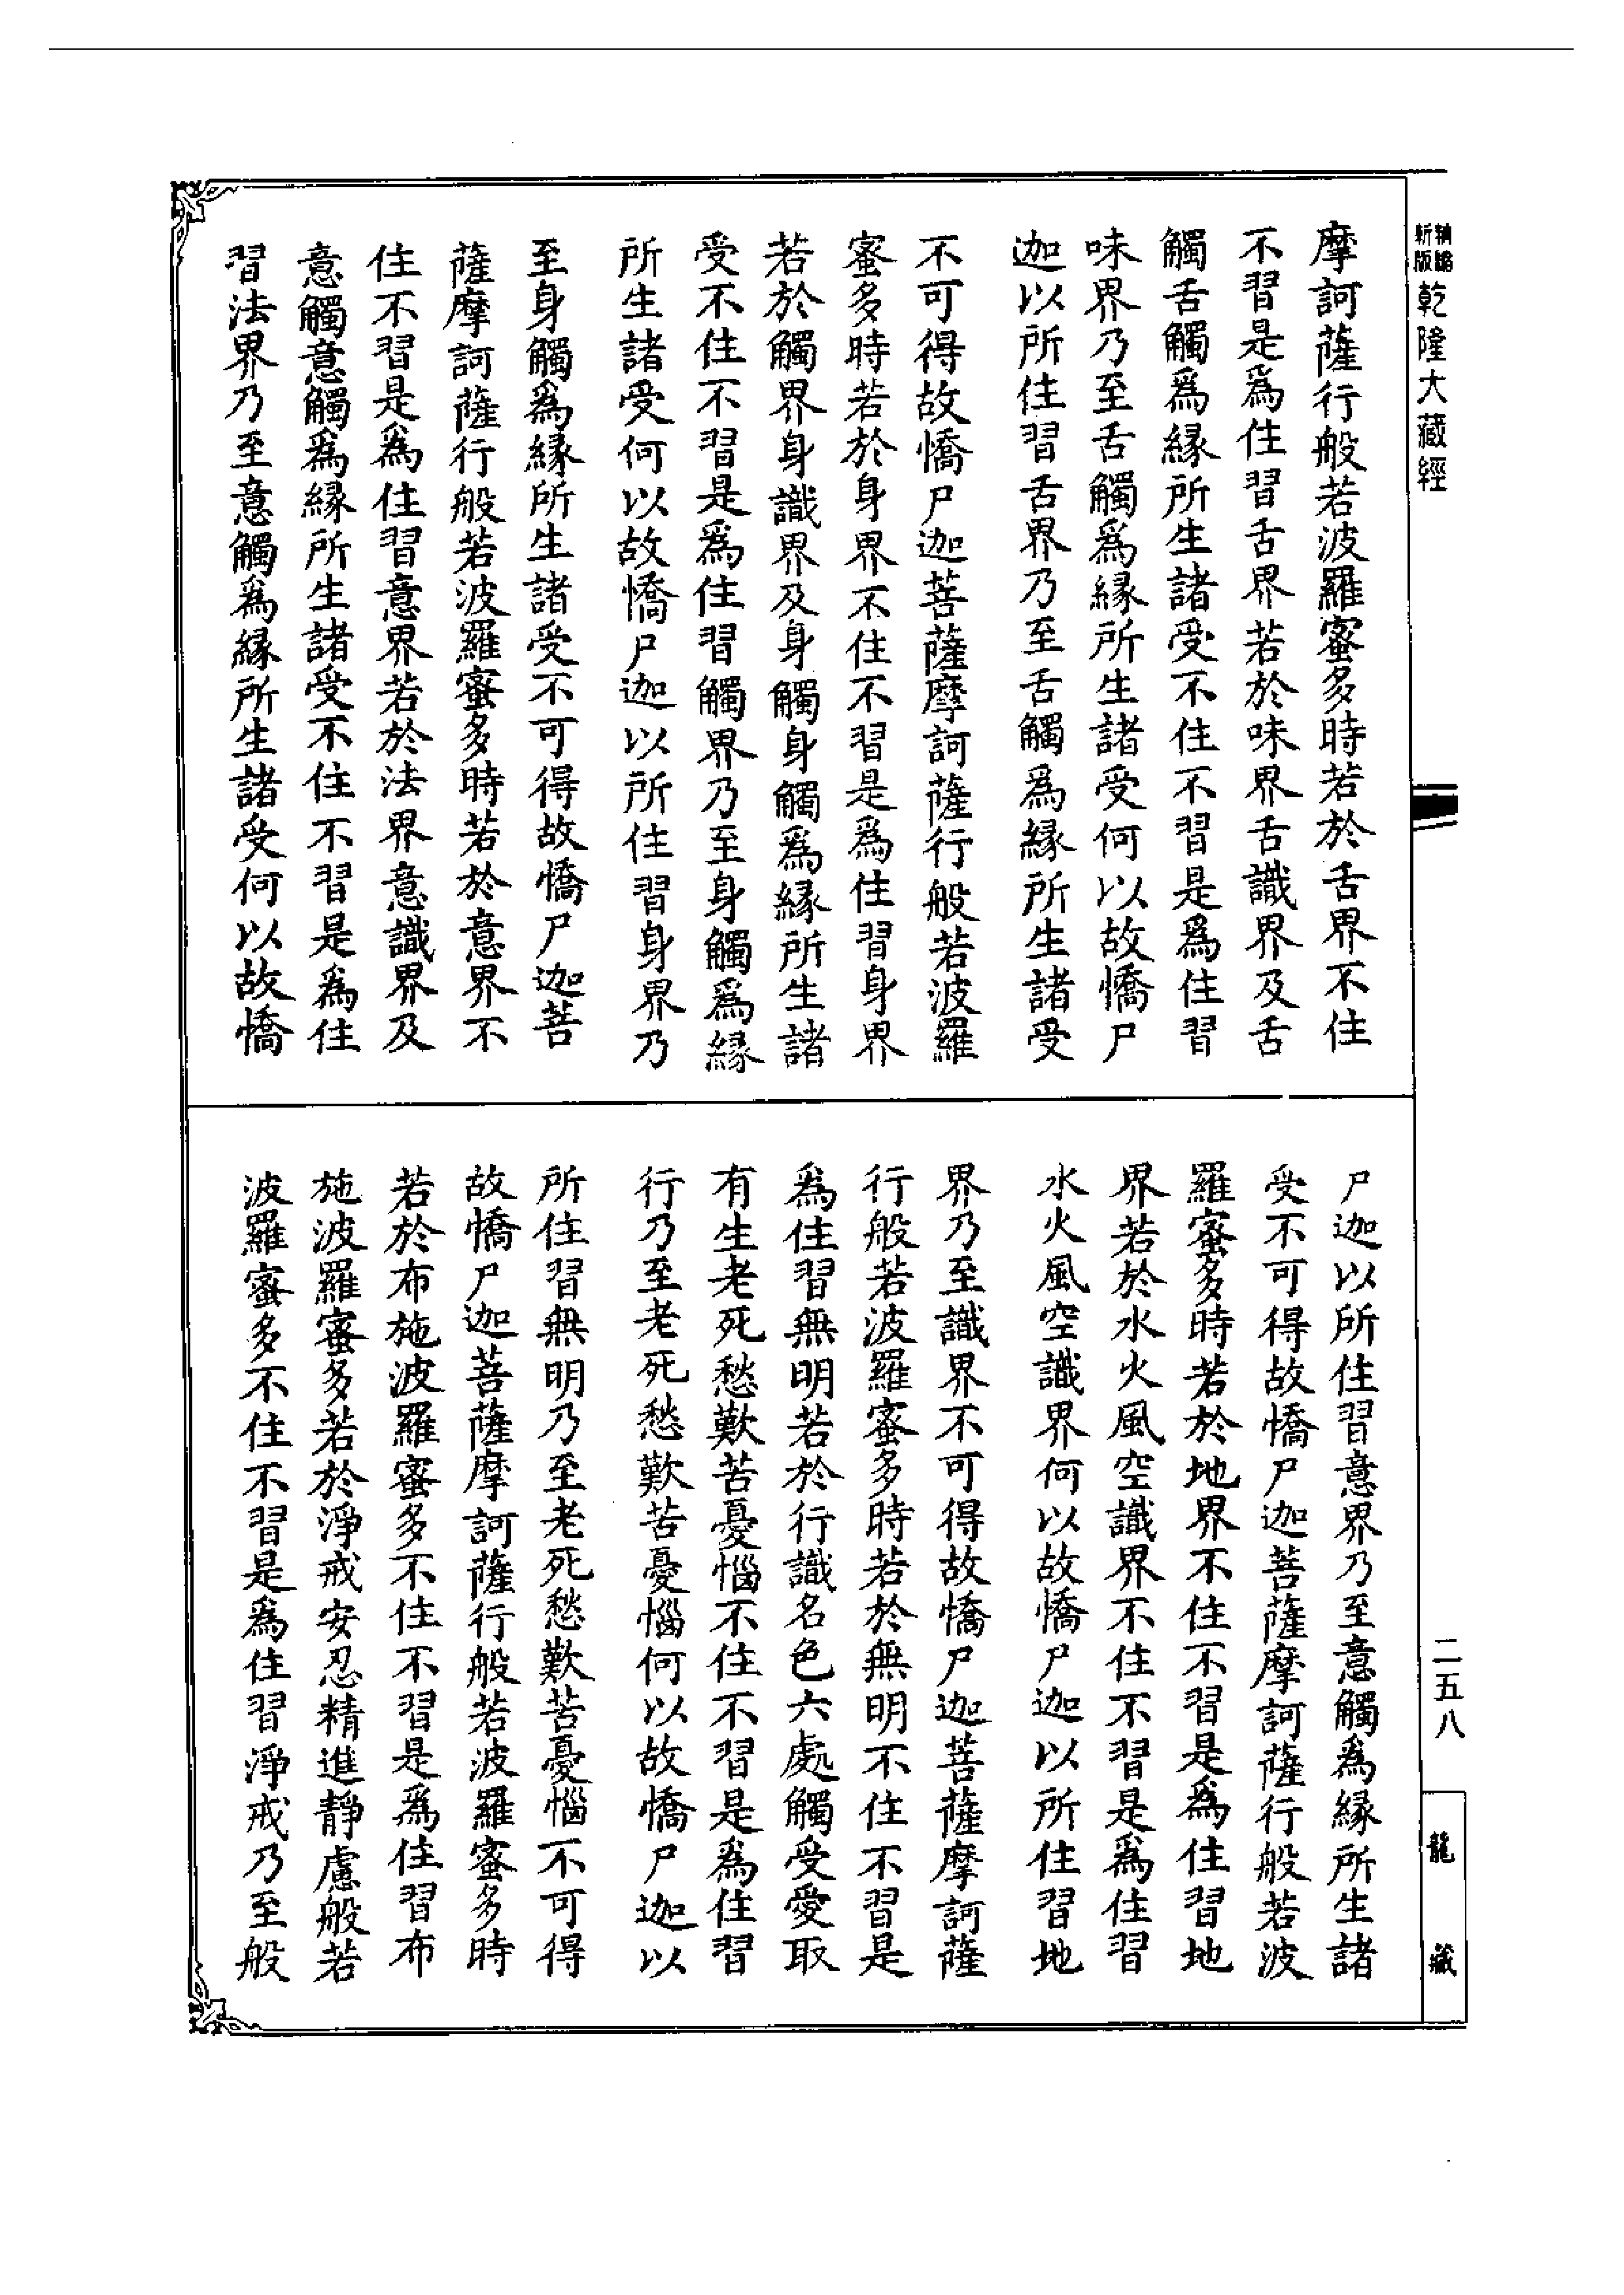 精縮新版乾隆大藏經
摩訶薩行般若波羅蜜多時若於舌界不住
不習是爲住習舌界若於味界舌識界及舌
觸舌觸爲緣所生諸受不住不習是爲住習
味界乃至舌觸爲緣所生諸受何以故憍尸
迦以所住習舌界乃至舌觸爲緣所生諸受
不可得故憍尸迦菩薩摩訶薩行般若波羅
蜜多時若於身界不住不習是爲住習身界
若於觸界身識界及身觸身觸爲緣所生諸
受不住不習是爲住習觸界乃至身觸爲緣
所生諸受何以故憍尸迦以所住習身界乃
至身觸爲緣所生諸受不可得故憍尸迦菩
薩摩訶薩行般若波羅蜜多時若於意界不
住不習是爲住習意界若於法界意識界及
意觸意觸爲緣所生諸受不住不習是爲住
習法界乃至意觸爲緣所生諸受何以故憍
尸迦以所住習意界乃至意觸爲緣所生諸
受不可得故憍尸迦菩薩摩訶薩行般若波
羅蜜多時若於地界不住不習是爲住習地
界若於水火風空識界不住不習是爲住習
水火風空識界何以故憍尸迦以所住習地
界乃至識界不可得故憍尸迦菩薩摩訶薩
行般若波羅蜜多時若於無明不住不習是
爲住習無明若於行識名色六處觸受愛取
有生老死愁歎苦憂惱不住不習是爲住習
行乃至老死愁歎苦憂惱何以故憍尸迦以
所住習無明乃至老死愁歎苦憂惱不可得
故憍尸迦菩薩摩訶薩行般若波羅蜜多時
若於布施波羅蜜多不住不習是爲住習布
施波羅蜜多若於淨戒安忍精進靜慮般若
波羅蜜多不住不習是爲住習淨戒乃至般
二五八
龍藏